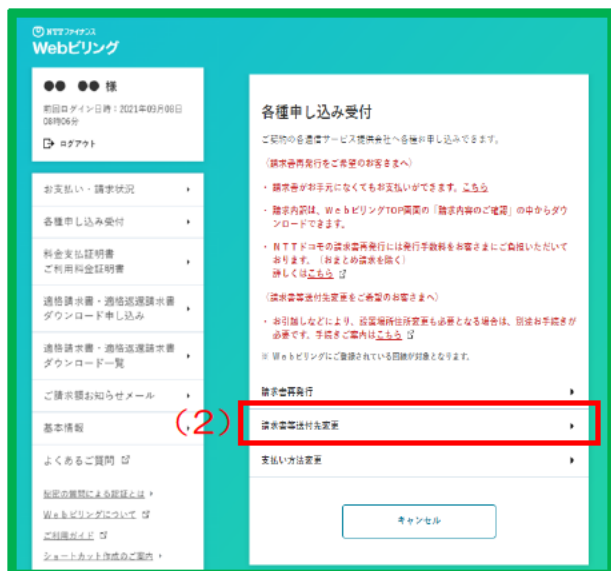 NTTファイナンス
Webビリング
●● ●● 様
前回ログイン日時：2021年09月08日
08時06分
ログアウト
お支払い・請求状況
各種申し込み受付
料金支払証明書
ご利用料金証明書
適格請求書・適格返還請求書
ダウンロード申し込み
適格請求書・適格返還請求書
ダウンロード一覧
ご請求額お知らせメール
基本情報
よくあるご質問
秘密の質問による認証とは
Webビリングについて
ご利用ガイド
ショートカット作成のご案内
各種申し込み受付
ご契約の各通信サービス提供会社へ各種お申し込みできます。
（請求書再発行をご希望のお客さまへ）
・ 請求書がお手元になくてもお支払いができます。こちら
・ 請求内訳は、WebビリングTOP画面の「請求内容のご確認」の中からダウ
ンロードできます。
・ NTTドコモの請求書再発行には発行手数料をお客さまにご負担いただいて
おります。（おまとめ請求を除く）
詳しくはこちら
（請求書等送付先変更をご希望のお客さまへ）
・ お引越しなどにより、設置場所住所変更も必要となる場合は、別途お手続きが
必要です。手続きご案内はこちら
※ Webビリングにご登録されている回線が対象となります。
請求書再発行
(2)
請求書等送付先変更
支払い方法変更
キャンセル